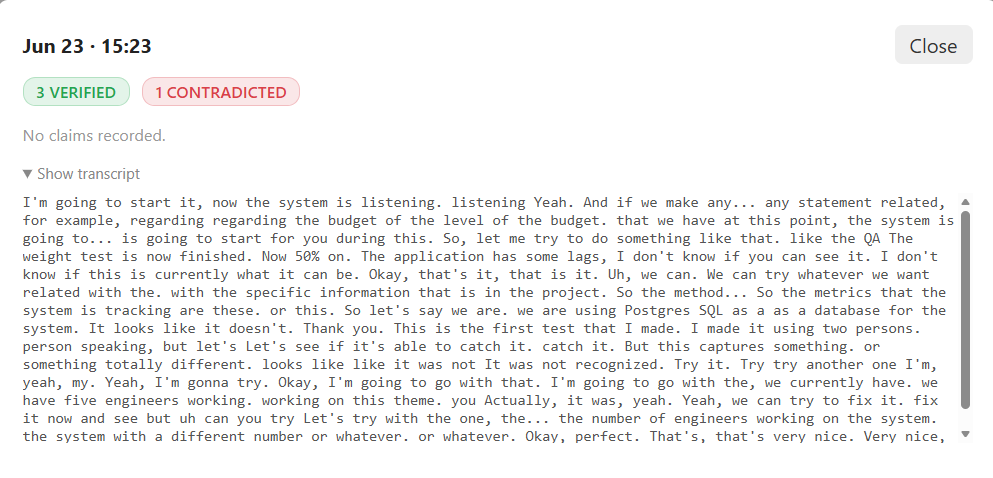 Jun 23 · 15:23
Close
3 VERIFIED
1 CONTRADICTED
No claims recorded.
▼ Show transcript
I'm going to start it, now the system is listening. listening Yeah. And if we make any... any statement related,
for example, regarding regarding the budget of the level of the budget. that we have at this point, the system is
going to... is going to start for you during this. So, let me try to do something like that. like the QA The
weight test is now finished. Now 50% on. The application has some lags, I don't know if you can see it. I don't
know if this is currently what it can be. Okay, that's it, that is it. Uh, we can. We can try whatever we want
related with the. with the specific information that is in the project. So the method... So the metrics that the
system is tracking are these. or this. So let's say we are. we are using Postgres SQL as a as a database for the
system. It looks like it doesn't. Thank you. This is the first test that I made. I made it using two persons.
person speaking, but let's Let's see if it's able to catch it. catch it. But this captures something. or
something totally different. looks like like it was not It was not recognized. Try it. Try try another one I'm,
yeah, my. Yeah, I'm gonna try. Okay, I'm going to go with that. I'm going to go with the, we currently have. we
have five engineers working. working on this theme. you Actually, it was, yeah. Yeah, we can try to fix it. fix
it now and see but uh can you try Let's try with the one, the... the number of engineers working on the system.
the system with a different number or whatever. or whatever. Okay, perfect. That's, that's very nice. Very nice,